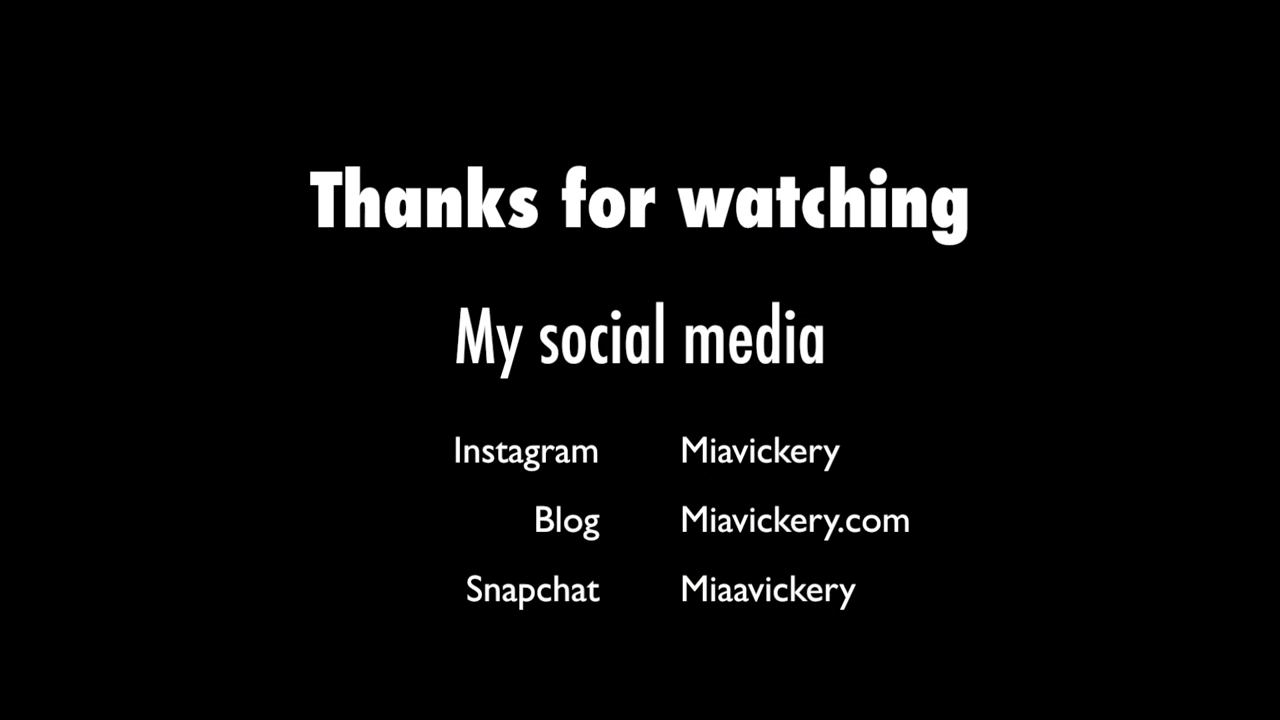 Thanks for watching
My social media
Instagram Miavickery
Blog Miavickery.com
Snapchat Miaavickery